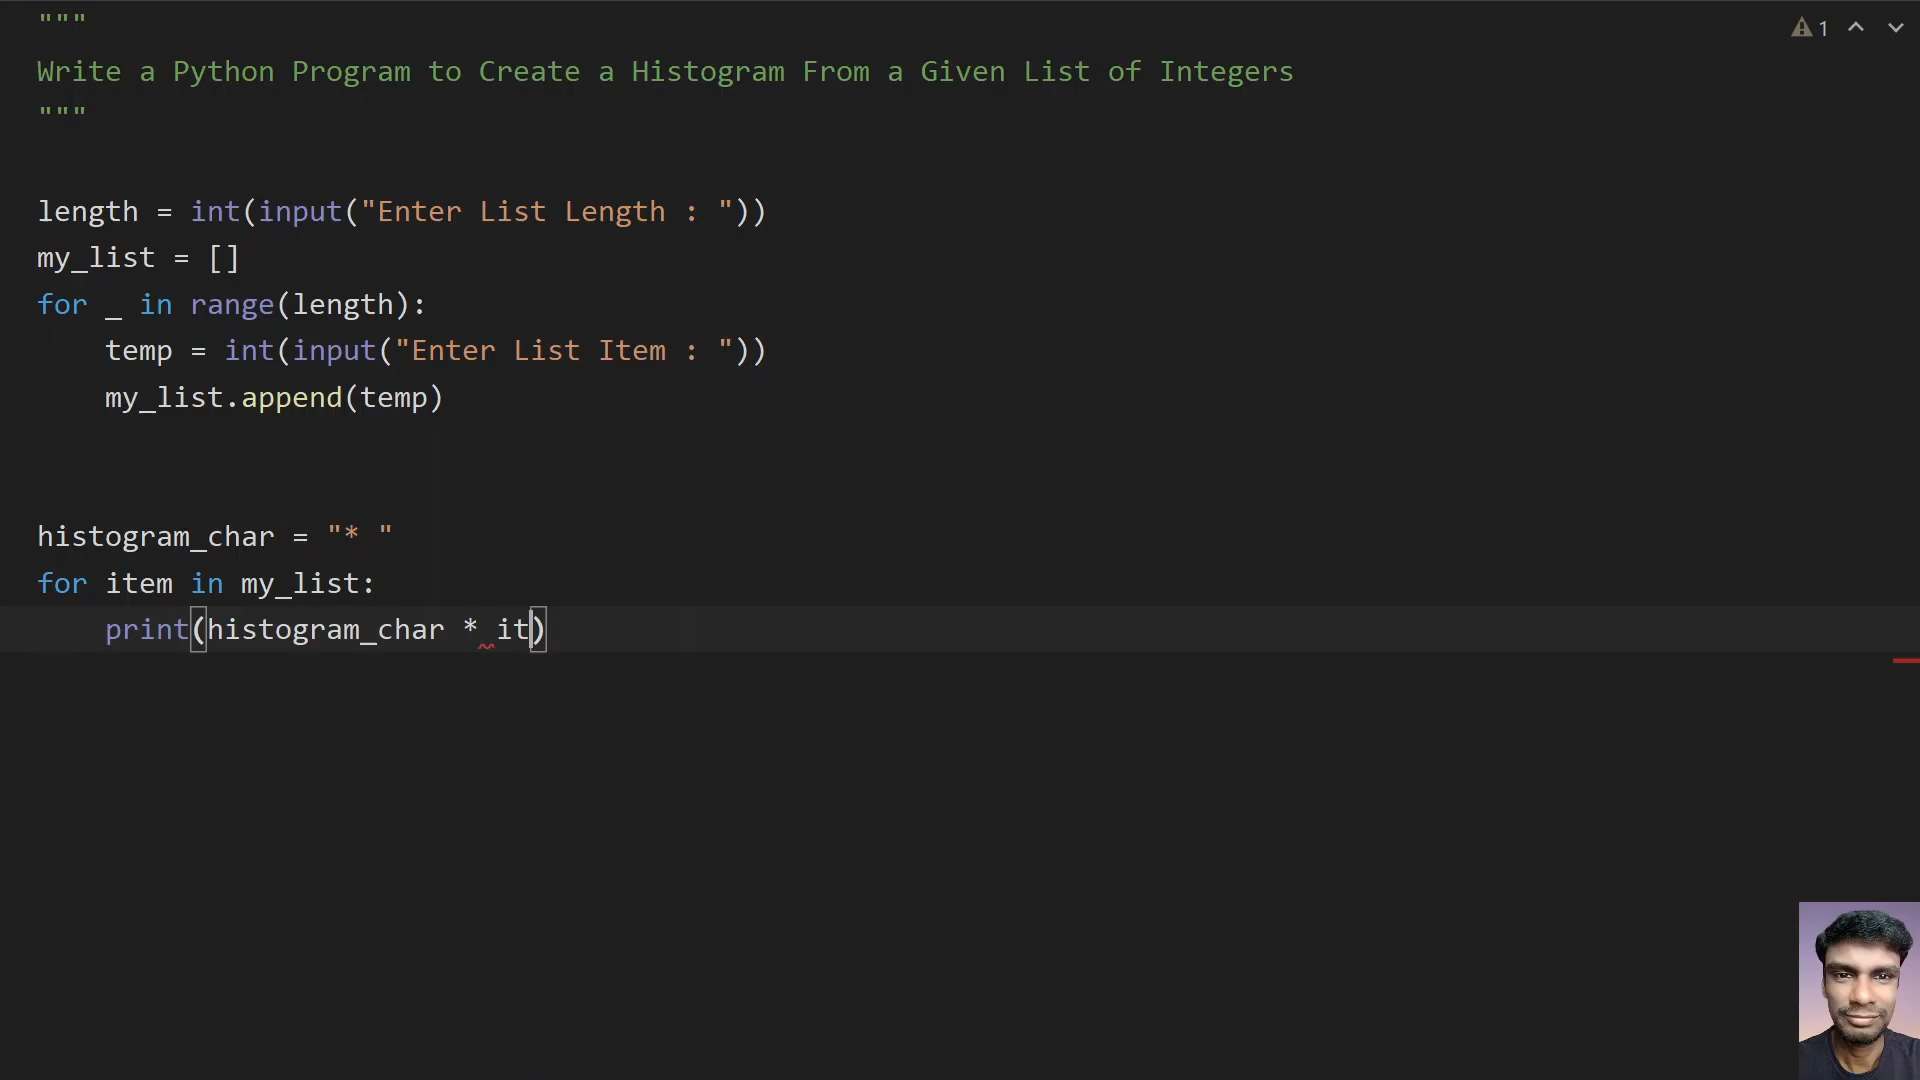 """
1
Write a Python Program to Create a Histogram From a Given List of Integers
"""
length = int(input("Enter List Length : "))
my_list = []
for _ in range(length):
    temp = int(input("Enter List Item : "))
    my_list.append(temp)
histogram_char = "* "
for item in my_list:
    print(histogram_char * it)